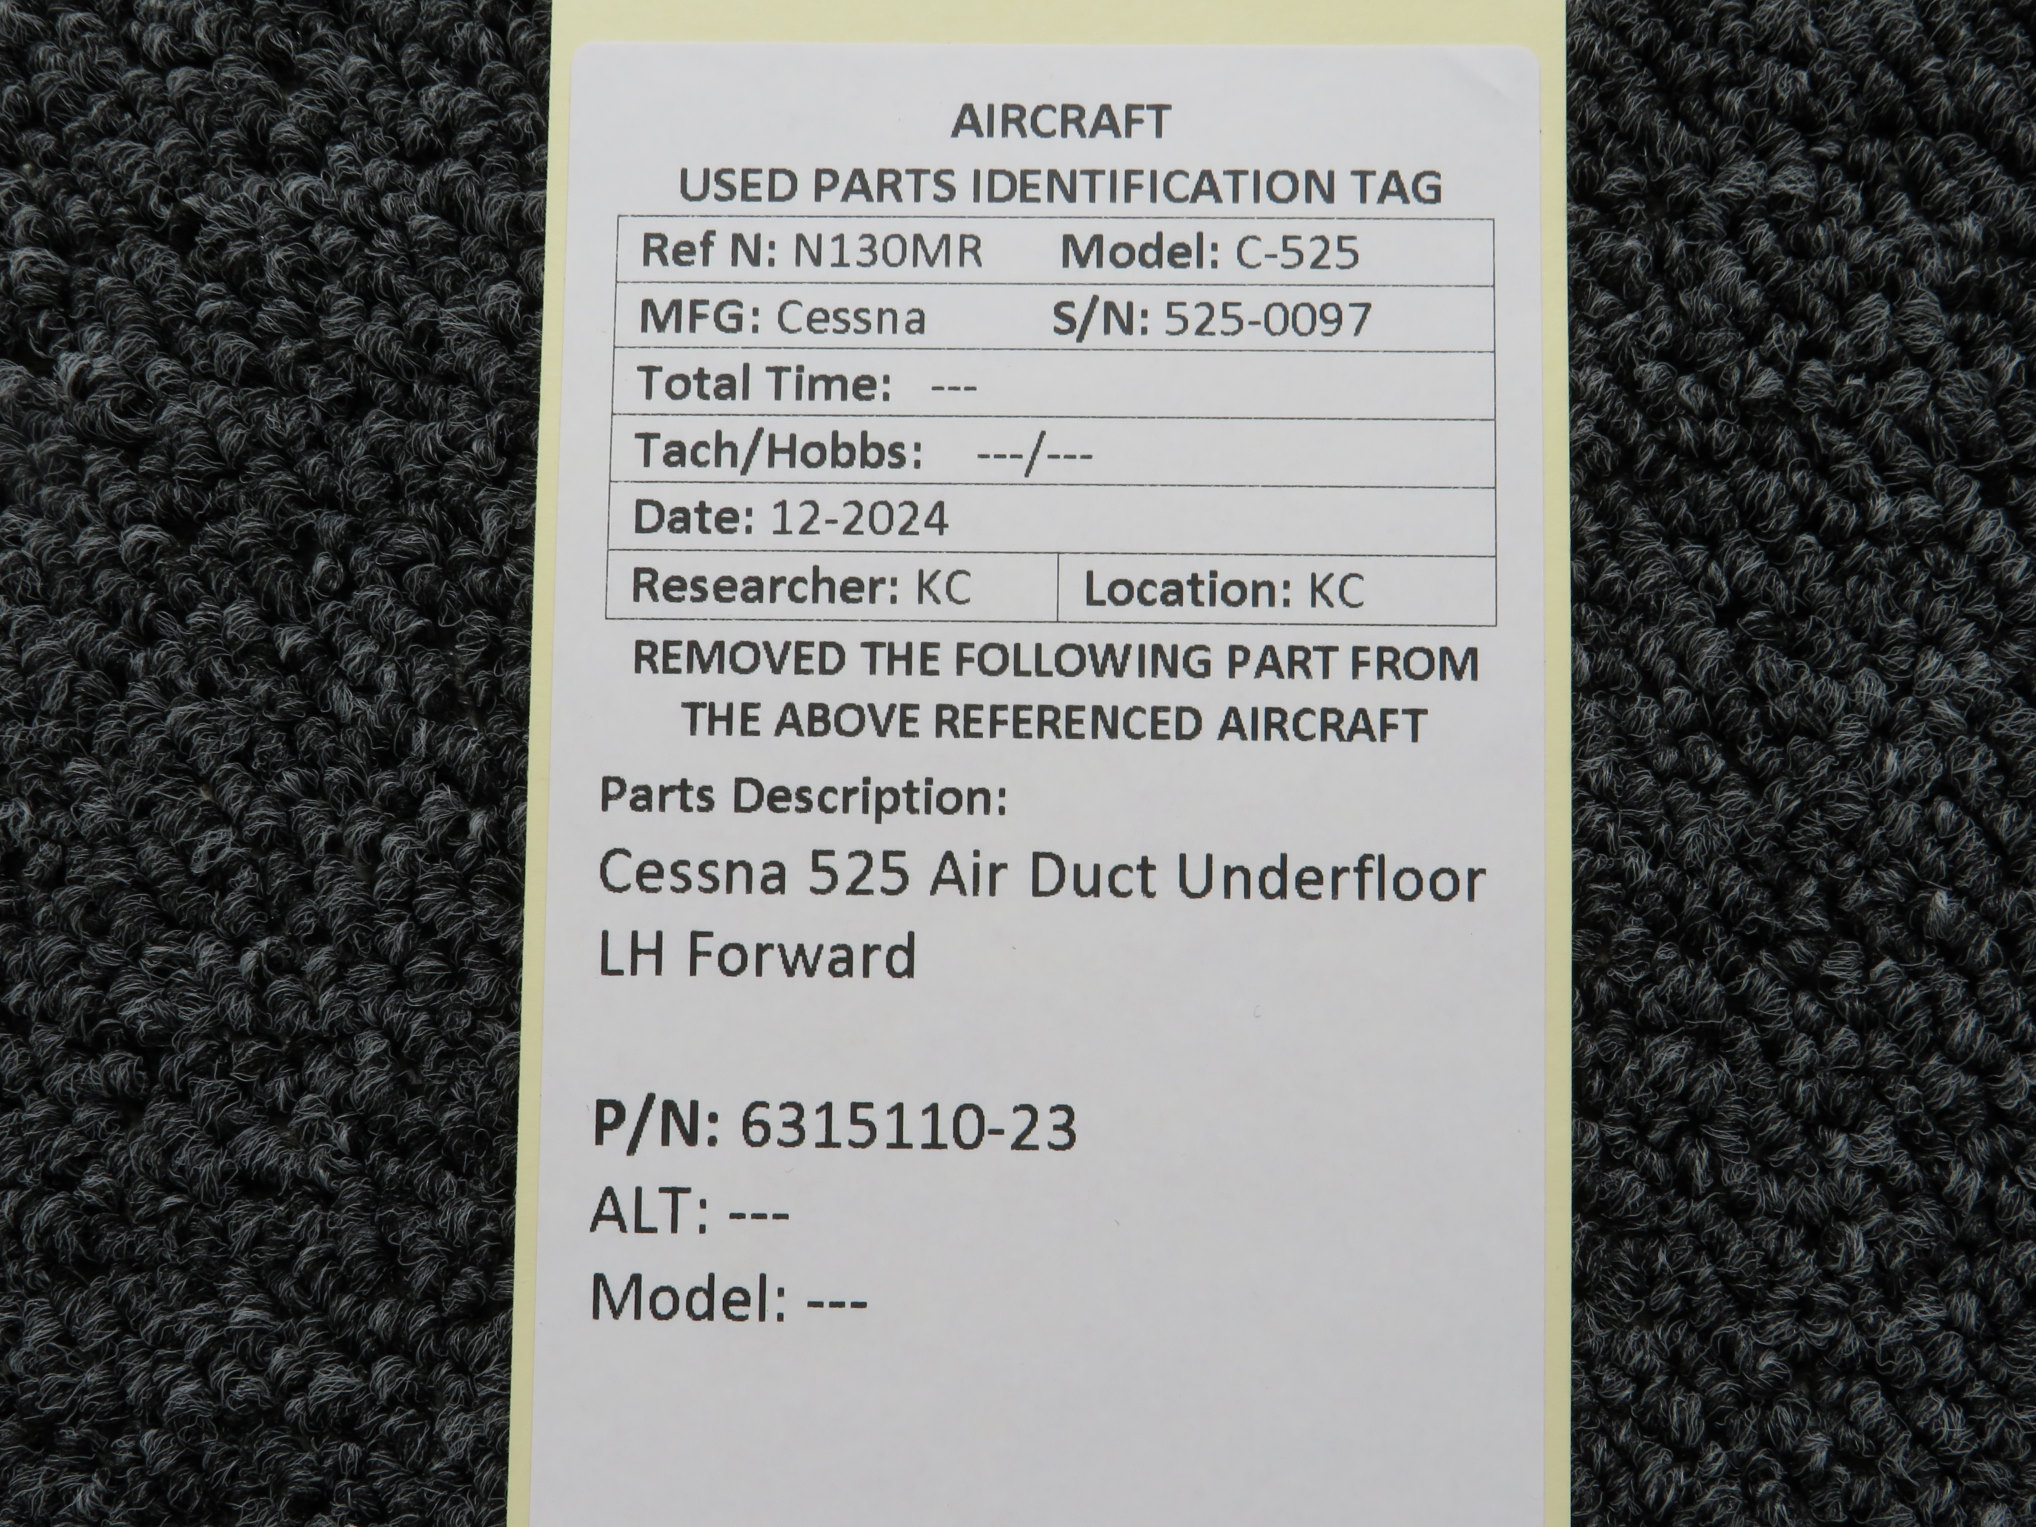 AIRCRAFT
USED PARTS IDENTIFICATION TAG
Ref N: N130MR Model: C-525
MFG: Cessna S/N: 525-0097
Total Time: ---
Tach/Hobbs: ---/---
Date: 12-2024
Researcher: KC Location: KC
REMOVED THE FOLLOWING PART FROM
THE ABOVE REFERENCED AIRCRAFT
Parts Description:
Cessna 525 Air Duct Underfloor
LH Forward
P/N: 6315110-23
ALT: ---
Model: ---